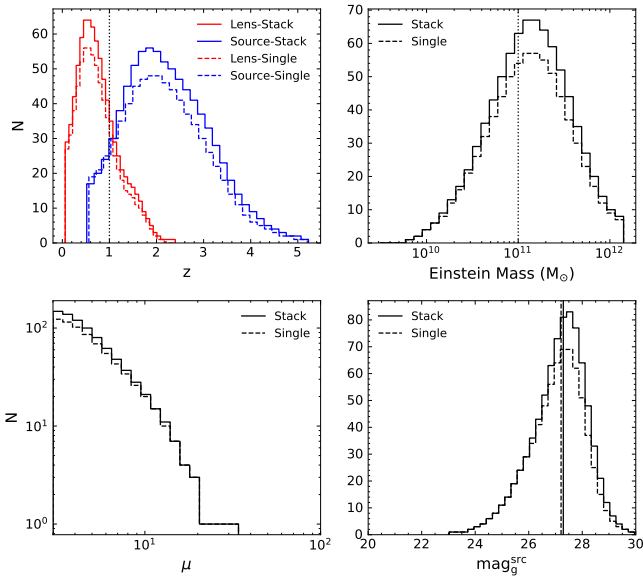 60
50
40
30
20
10
0
N
0
1
2
3
4
5
z
Lens-Stack
Source-Stack
Lens-Single
Source-Single
70
60
50
40
30
20
10
0
10^10
10^11
10^12
Einstein Mass (M⊙)
Stack
Single
10^2
10^1
10^0
N
10^1
10^2
μ
Stack
Single
80
70
60
50
40
30
20
10
0
20
22
24
26
28
30
mag_g^src
Stack
Single